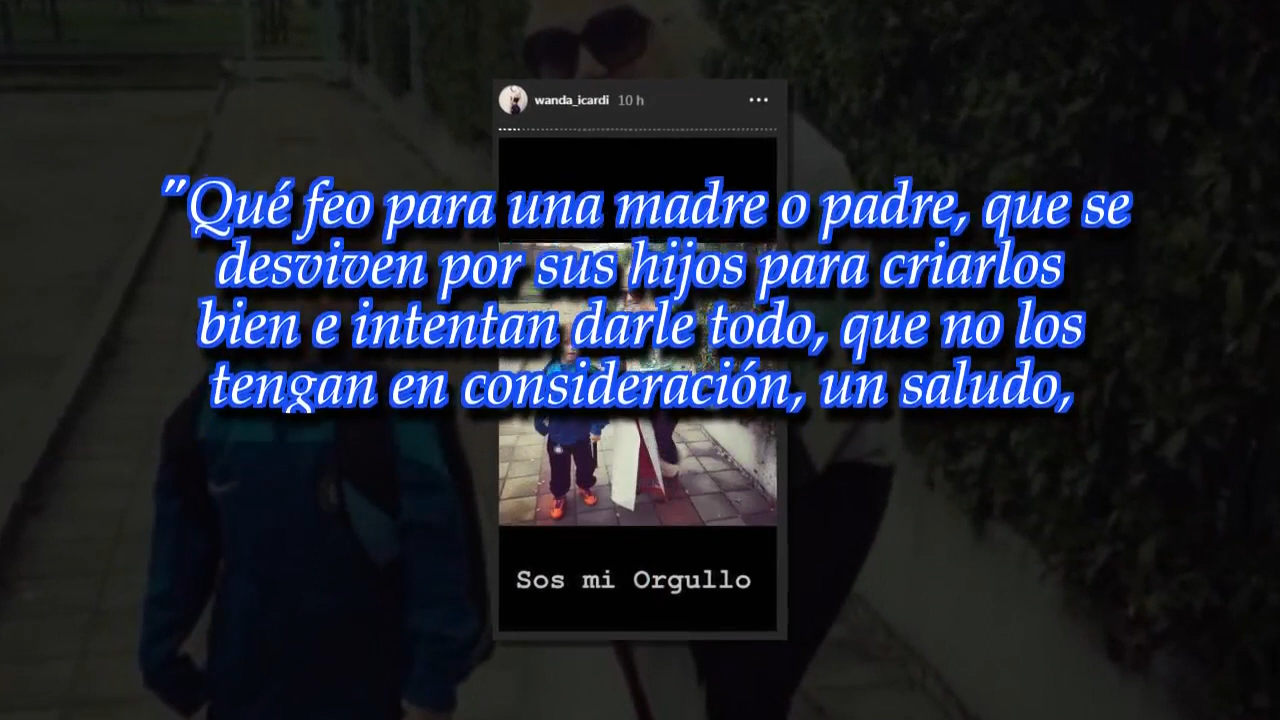 wanda_icardi 10 h
"Qué feo para una madre o padre, que se
desviven por sus hijos para criarlos
bien e intentan darle todo, que no los
tengan en consideración, un saludo,
Sos mi Orgullo